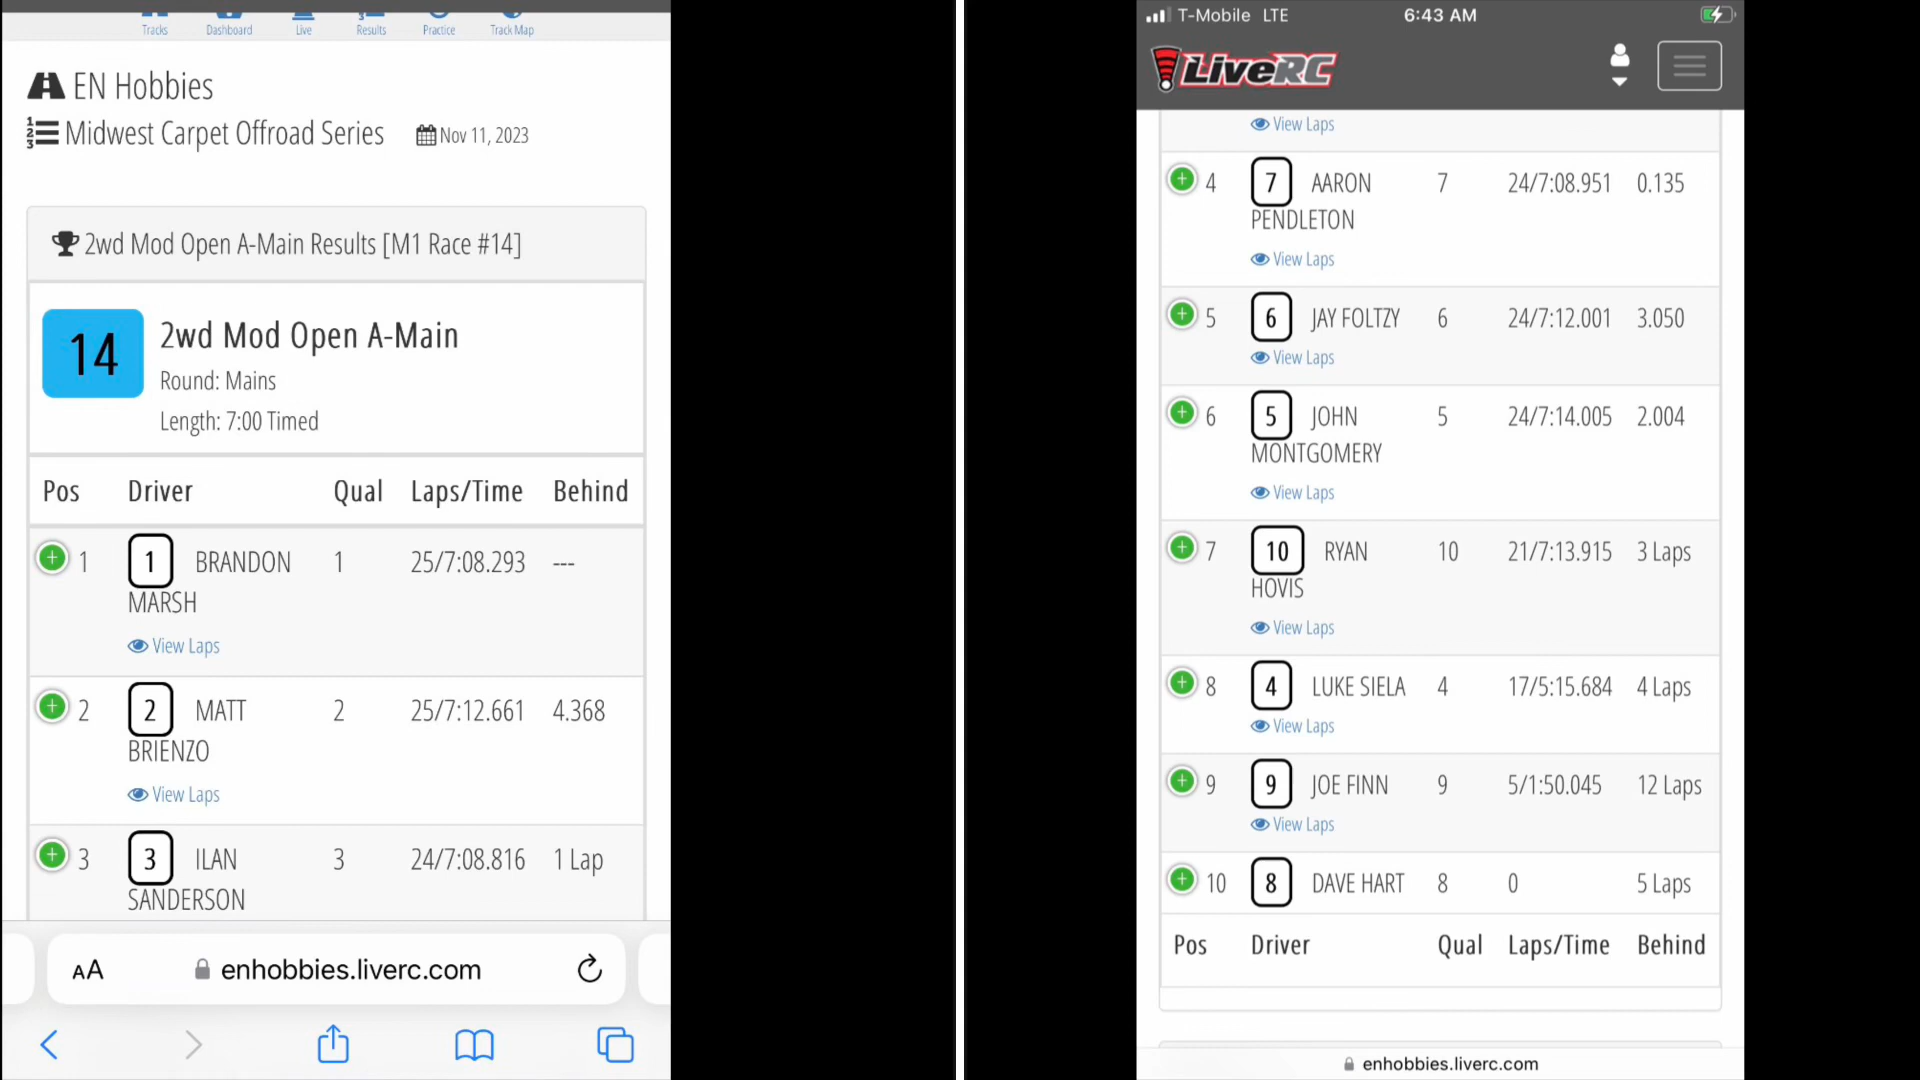 Tracks Dashboard Live Results Practice Track Map
EN Hobbies
Midwest Carpet Offroad Series Nov 11, 2023
2wd Mod Open A-Main Results [M1 Race #14]
14
2wd Mod Open A-Main
Round: Mains
Length: 7:00 Timed
Pos Driver Qual Laps/Time Behind
1 1 BRANDON 1 25/7:08.293 ---
MARSH
View Laps
2 2 MATT 2 25/7:12.661 4.368
BRIENZO
View Laps
3 3 ILAN 3 24/7:08.816 1 Lap
SANDERSON
AA enhobbies.liverc.com
T-Mobile LTE 6:43 AM
LiveRC
View Laps
4 7 AARON 7 24/7:08.951 0.135
PENDLETON
View Laps
5 6 JAY FOLTZY 6 24/7:12.001 3.050
View Laps
6 5 JOHN 5 24/7:14.005 2.004
MONTGOMERY
View Laps
7 10 RYAN 10 21/7:13.915 3 Laps
HOVIS
View Laps
8 4 LUKE SIELA 4 17/5:15.684 4 Laps
View Laps
9 9 JOE FINN 9 5/1:50.045 12 Laps
View Laps
10 8 DAVE HART 8 0 5 Laps
Pos Driver Qual Laps/Time Behind
enhobbies.liverc.com